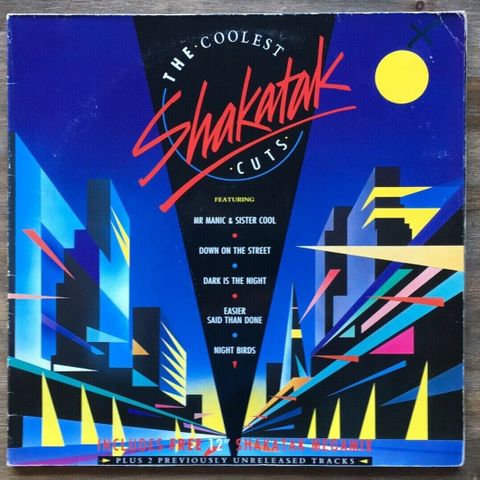 THE · COOLEST
Shakatak
· CUTS ·
FEATURING
MR MANIC & SISTER COOL
DOWN ON THE STREET
DARK IS THE NIGHT
EASIER
SAID THAN DONE
NIGHT BIRDS
INCLUDES FREE 12" SHAKATAK MEGAMIX
PLUS 2 PREVIOUSLY UNRELEASED TRACKS